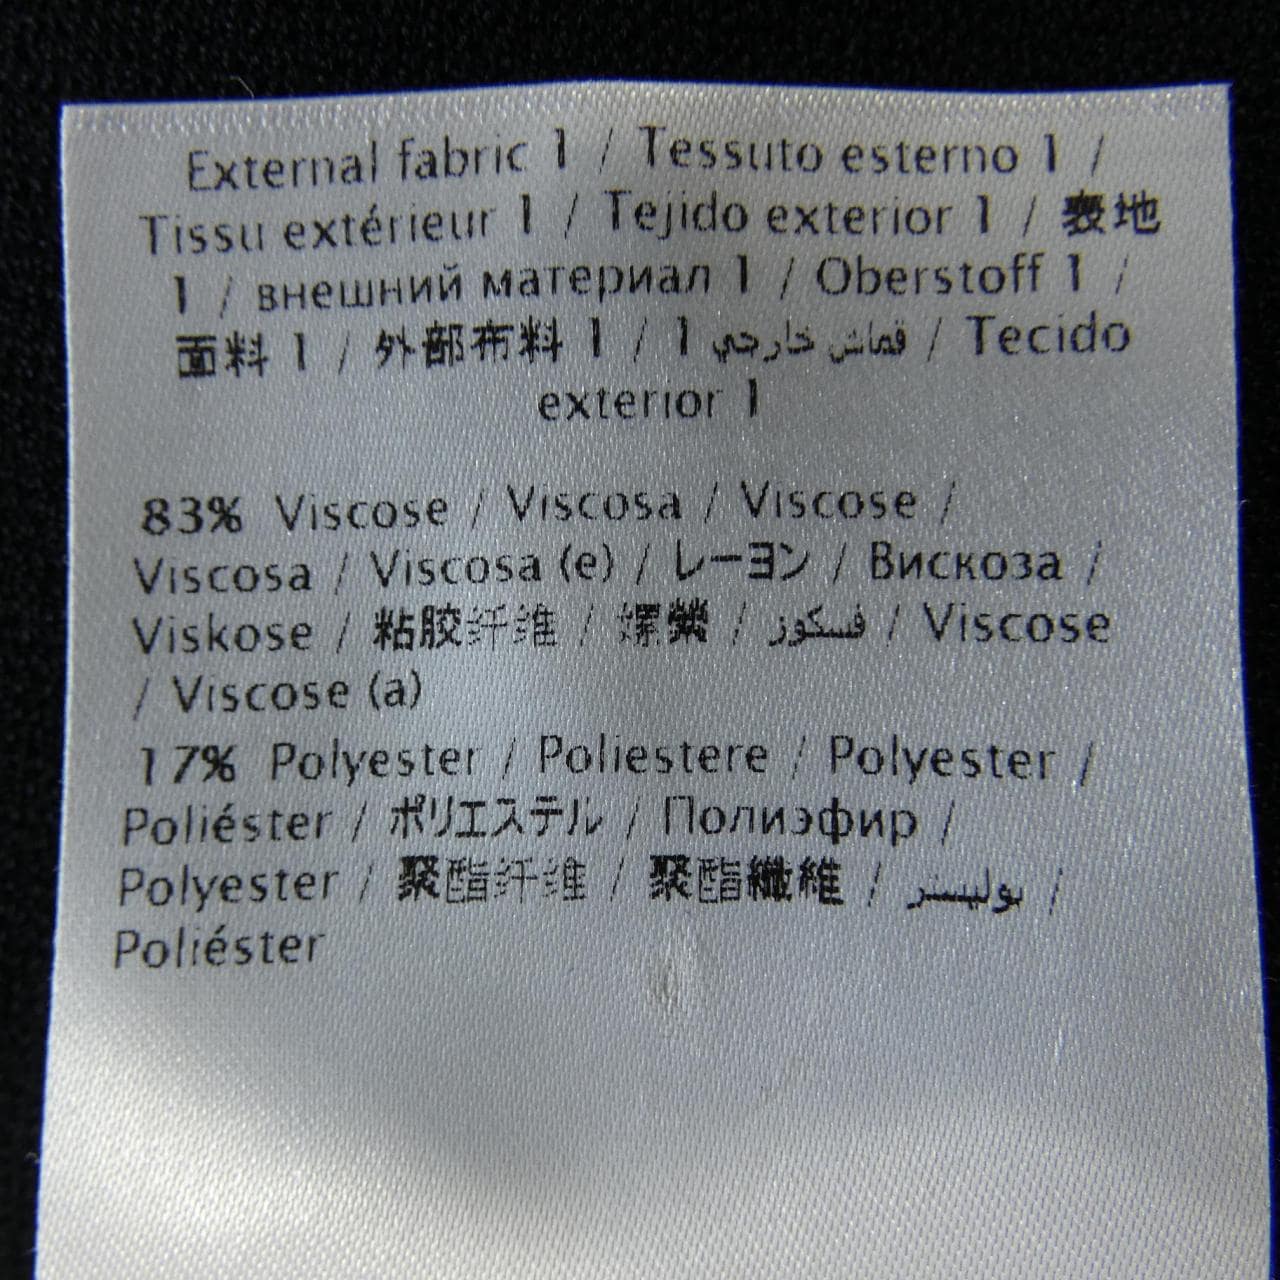 External fabric 1 / Tessuto esterno 1 /
Tissu extérieur 1 / Tejido exterior 1 / 表地
1 / внешний материал 1 / Oberstoff 1 /
面料 1 / 外部布料 1 / 1 قماش خارجي / Tecido
exterior 1
83% Viscose / Viscosa / Viscose /
Viscosa / Viscosa (e) / レーヨン / Вискоза /
Viskose / 粘胶纤维 / 嫘縈 / فسكوز / Viscose
/ Viscose (a)
17% Polyester / Poliestere / Polyester /
Poliéster / ポリエステル / Полиэфир /
Polyester / 聚酯纤维 / 聚酯纖維 / بوليستر /
Poliéster